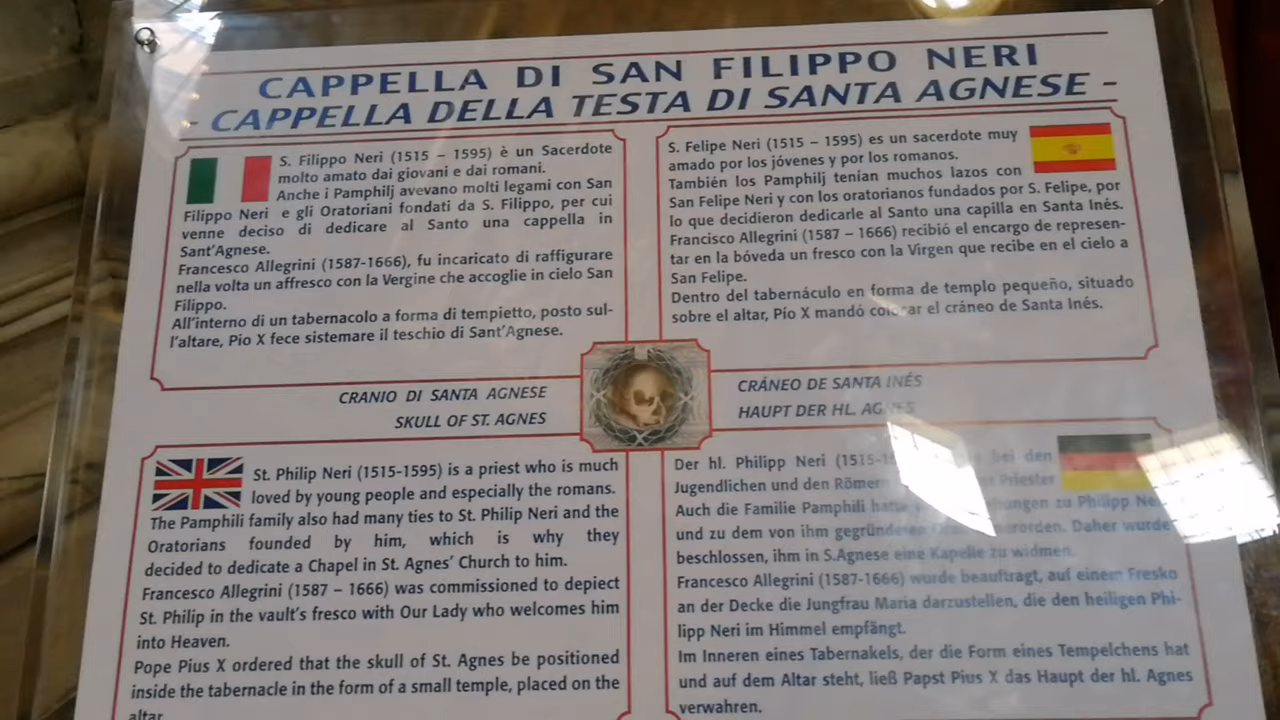 CAPPELLA DI SAN FILIPPO NERI
- CAPPELLA DELLA TESTA DI SANTA AGNESE -
S. Filippo Neri (1515 – 1595) è un Sacerdote
molto amato dai giovani e dai romani.
Anche i Pamphilj avevano molti legami con San
Filippo Neri e gli Oratoriani fondati da S. Filippo, per cui
venne deciso di dedicare al Santo una cappella in
Sant'Agnese.
Francesco Allegrini (1587-1666), fu incaricato di raffigurare
nella volta un affresco con la Vergine che accoglie in cielo San
Filippo.
All'interno di un tabernacolo a forma di tempietto, posto sul-
l'altare, Pio X fece sistemare il teschio di Sant'Agnese.
S. Felipe Neri (1515 – 1595) es un sacerdote muy
amado por los jóvenes y por los romanos.
También los Pamphilj tenían muchos lazos con
San Felipe Neri y con los oratorianos fundados por S. Felipe, por
lo que decidieron dedicarle al Santo una capilla en Santa Inés.
Francisco Allegrini (1587 – 1666) recibió el encargo de represen-
tar en la bóveda un fresco con la Virgen que recibe en el cielo a
San Felipe.
Dentro del tabernáculo en forma de templo pequeño, situado
sobre el altar, Pío X mandó colocar el cráneo de Santa Inés.
CRANIO DI SANTA AGNESE
SKULL OF ST. AGNES
CRÁNEO DE SANTA INÉS
HAUPT DER HL. AGNES
St. Philip Neri (1515-1595) is a priest who is much
loved by young people and especially the romans.
The Pamphili family also had many ties to St. Philip Neri and the
Oratorians founded by him, which is why they
decided to dedicate a Chapel in St. Agnes' Church to him.
Francesco Allegrini (1587 – 1666) was commissioned to depiect
St. Philip in the vault's fresco with Our Lady who welcomes him
into Heaven.
Pope Pius X ordered that the skull of St. Agnes be positioned
inside the tabernacle in the form of a small temple, placed on the
altar.
Der hl. Philipp Neri bei den
Jugendlichen und den Römern Priester
Auch die Familie Pamphili hatte zu Philipp Neri
und zu dem von ihm gegründeten Daher wurde
beschlossen, ihm in S.Agnese eine Kapelle zu widmen.
Francesco Allegrini (1587-1666) wurde beauftragt, auf einem Fresko
an der Decke die Jungfrau Maria darzustellen, die den heiligen Phi-
lipp Neri im Himmel empfängt.
Im Inneren eines Tabernakels, der die Form eines Tempelchens hat
und auf dem Altar steht, ließ Papst Pius X das Haupt der hl. Agnes
verwahren.